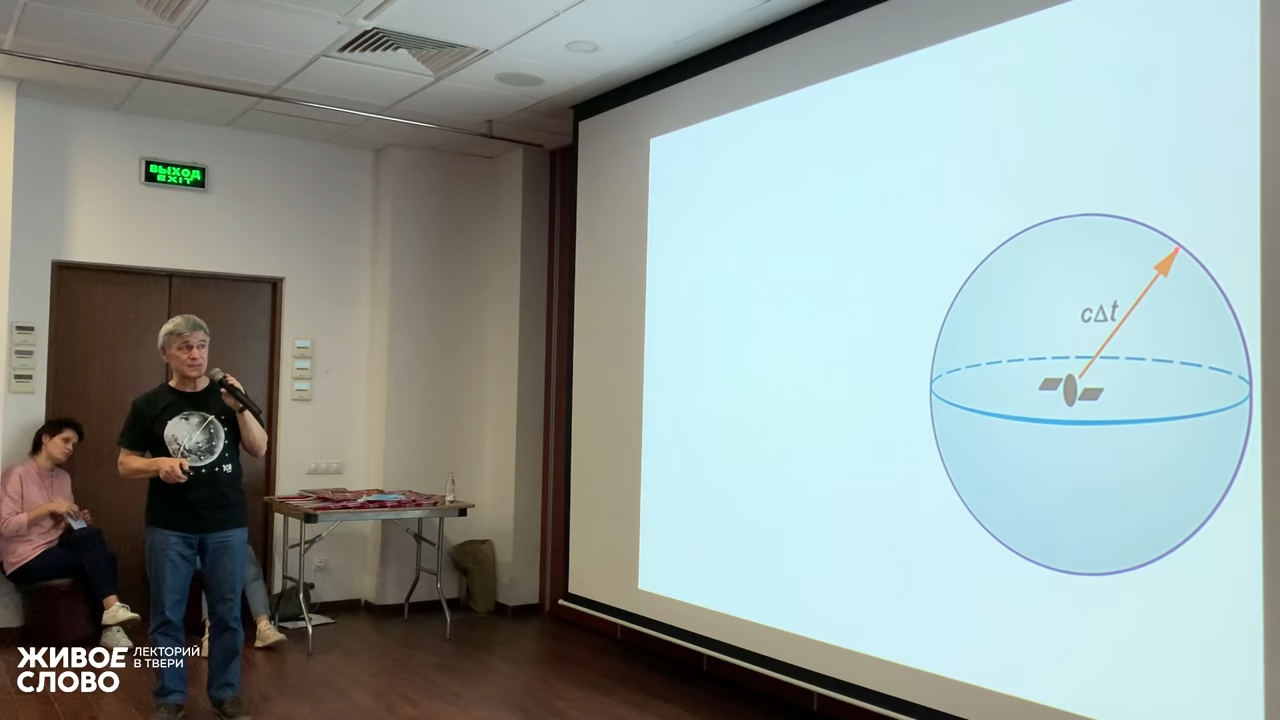 ВЫХОД
EXIT
cΔt
ЖИВОЕ
СЛОВО
ЛЕКТОРИЙ
В ТВЕРИ